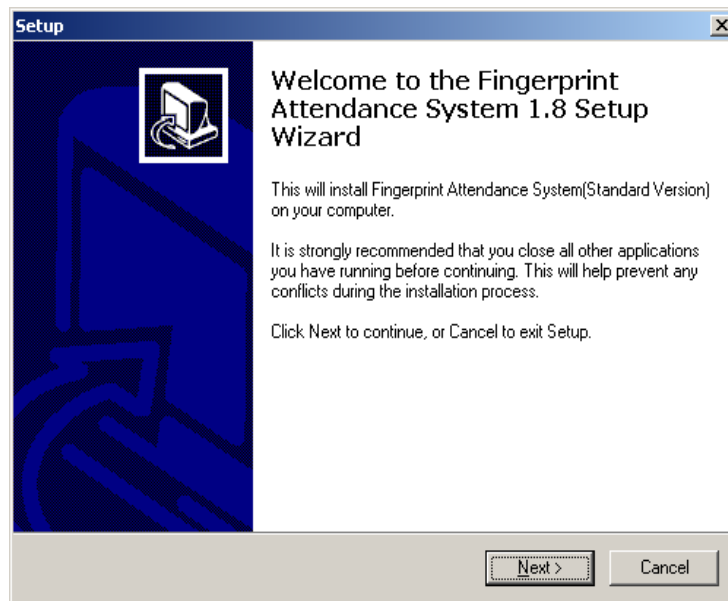 Setup
Welcome to the Fingerprint
Attendance System 1.8 Setup
Wizard
This will install Fingerprint Attendance System(Standard Version)
on your computer.
It is strongly recommended that you close all other applications
you have running before continuing. This will help prevent any
conflicts during the installation process.
Click Next to continue, or Cancel to exit Setup.
Next >
Cancel